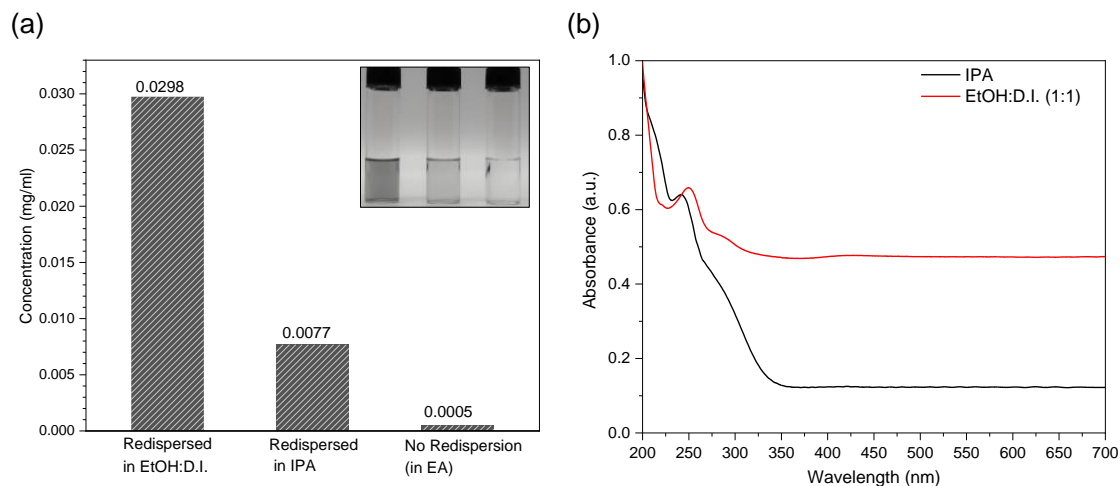 (a)
(b)
0.030
0.025
0.020
0.015
0.010
0.005
0.000
Concentration (mg/ml)
0.0298
0.0077
0.0005
Redispersed
in EtOH:D.I.
Redispersed
in IPA
No Redispersion
(in EA)
1.0
0.8
0.6
0.4
0.2
0.0
Absorbance (a.u.)
IPA
EtOH:D.I. (1:1)
200 250 300 350 400 450 500 550 600 650 700
Wavelength (nm)